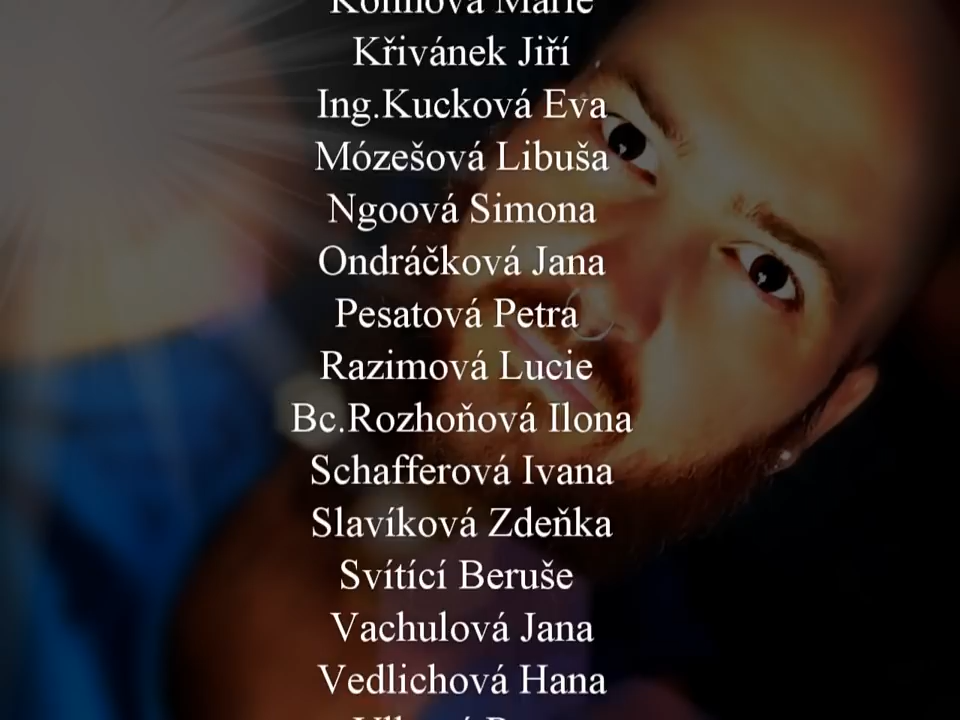 Křivánek Jiří
Ing.Kucková Eva
Mózešová Libuša
Ngoová Simona
Ondráčková Jana
Pesatová Petra
Razimová Lucie
Bc.Rozhoňová Ilona
Schafferová Ivana
Slavíková Zdeňka
Svítící Beruše
Vachulová Jana
Vedlichová Hana